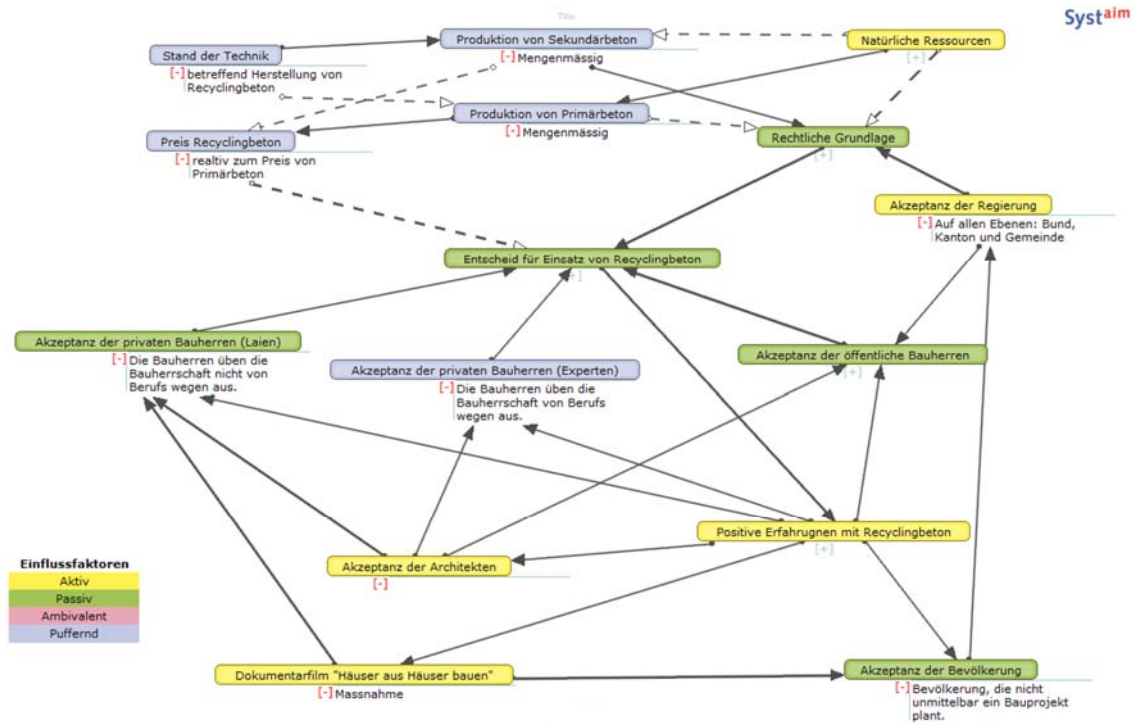 Title
Systaim
Produktion von Sekundärbeton
[-] Mengenmässig
Natürliche Ressourcen
[+]
Stand der Technik
[-] betreffend Herstellung von
Recyclingbeton
Produktion von Primärbeton
[-] Mengenmässig
Preis Recyclingbeton
[-] realtiv zum Preis von
Primärbeton
Rechtliche Grundlage
[+]
Akzeptanz der Regierung
[-] Auf allen Ebenen: Bund,
Kanton und Gemeinde
Entscheid für Einsatz von Recyclingbeton
[+]
Akzeptanz der privaten Bauherren (Laien)
[-] Die Bauherren üben die
Bauherrschaft nicht von
Berufs wegen aus.
Akzeptanz der privaten Bauherren (Experten)
[-] Die Bauherren üben die
Bauherrschaft von Berufs
wegen aus.
Akzeptanz der öffentliche Bauherren
[+]
Positive Erfahrugnen mit Recyclingbeton
[+]
Akzeptanz der Architekten
[-]
Einflussfaktoren
Aktiv
Passiv
Ambivalent
Puffernd
Dokumentarfilm "Häuser aus Häuser bauen"
[-] Massnahme
Akzeptanz der Bevölkerung
[-] Bevölkerung, die nicht
unmittelbar ein Bauprojekt
plant.